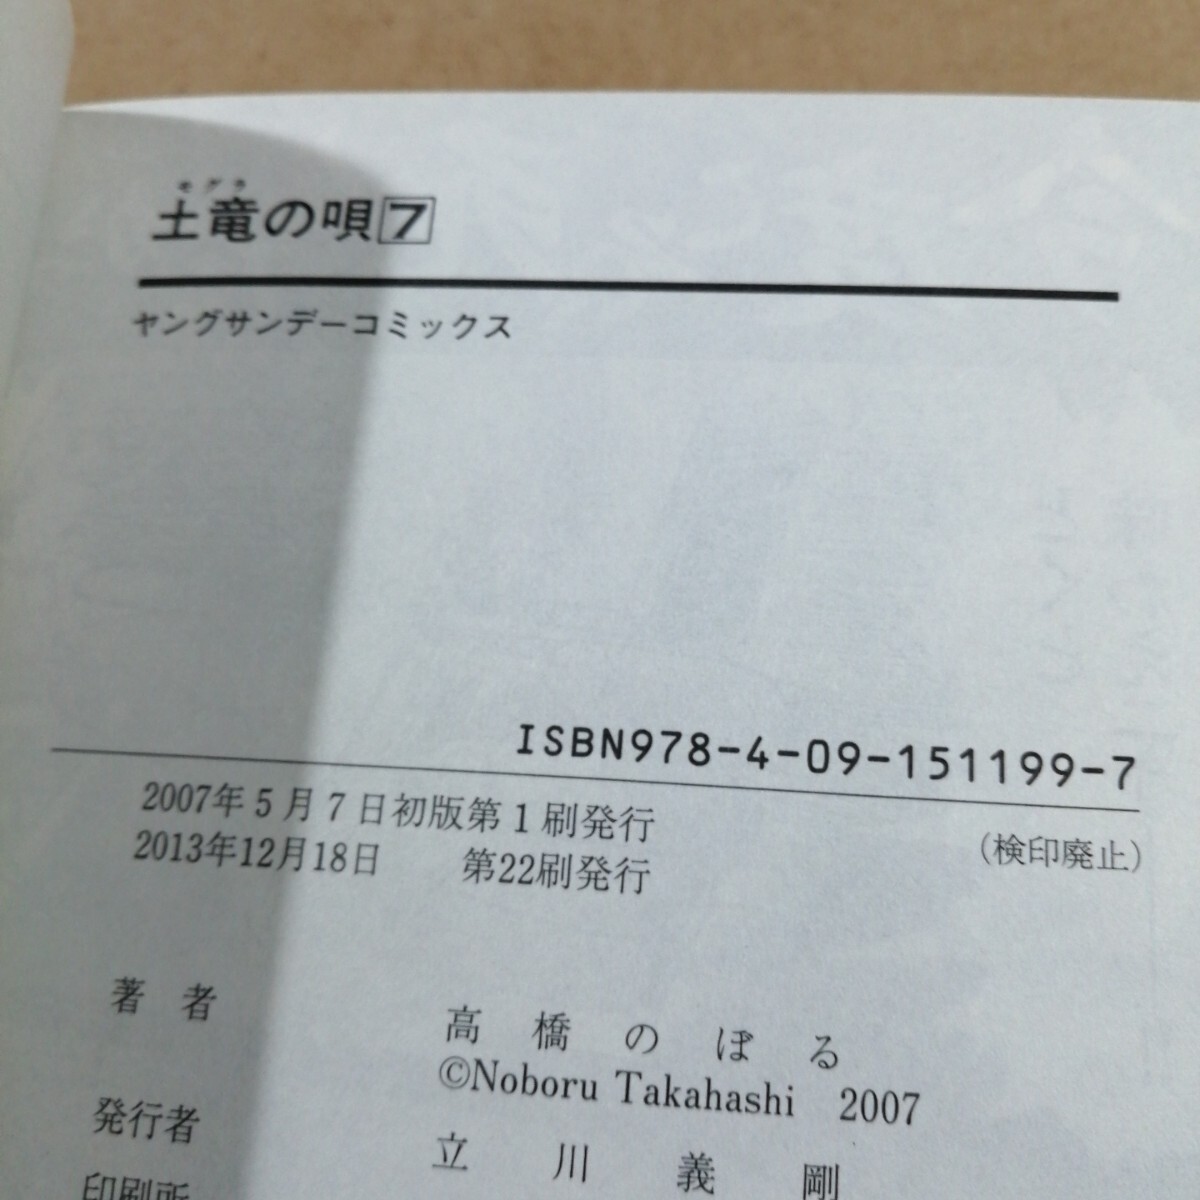 モグラ
土竜の唄 7
ヤングサンデーコミックス
ISBN978-4-09-151199-7
2007年5月7日初版第1刷発行
2013年12月18日 第22刷発行
(検印廃止)
著者 高橋のぼる
©Noboru Takahashi 2007
発行者 立川義剛
印刷所